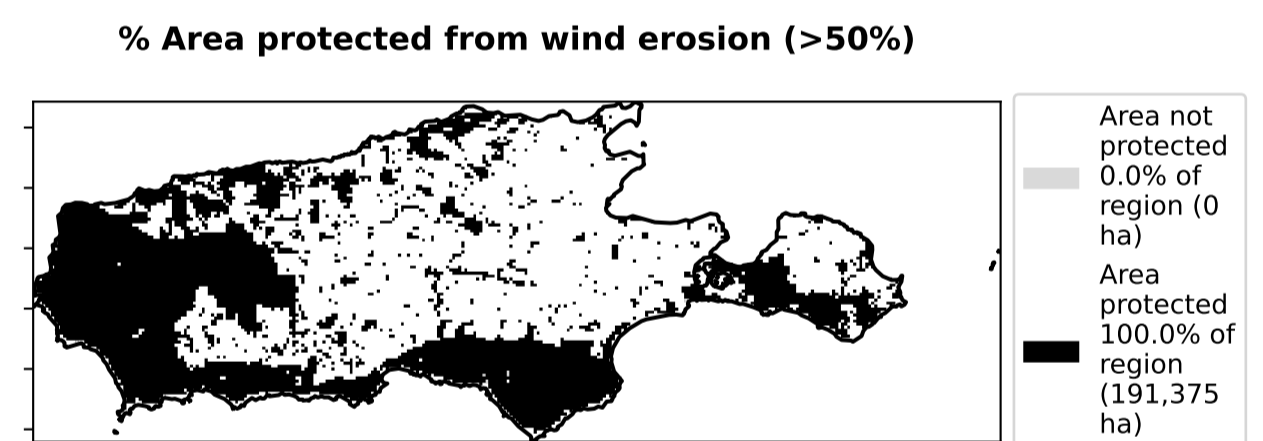 % Area protected from wind erosion (>50%)
Area not
protected
0.0% of
region (0
ha)
Area
protected
100.0% of
region
(191,375
ha)